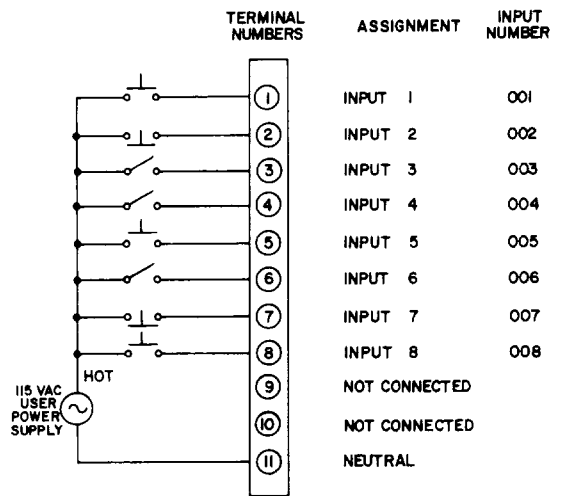 TERMINAL NUMBERS ASSIGNMENT INPUT NUMBER
1 INPUT 1 001
2 INPUT 2 002
3 INPUT 3 003
4 INPUT 4 004
5 INPUT 5 005
6 INPUT 6 006
7 INPUT 7 007
8 INPUT 8 008
HOT
9 NOT CONNECTED
115 VAC
USER
POWER
SUPPLY
10 NOT CONNECTED
11 NEUTRAL